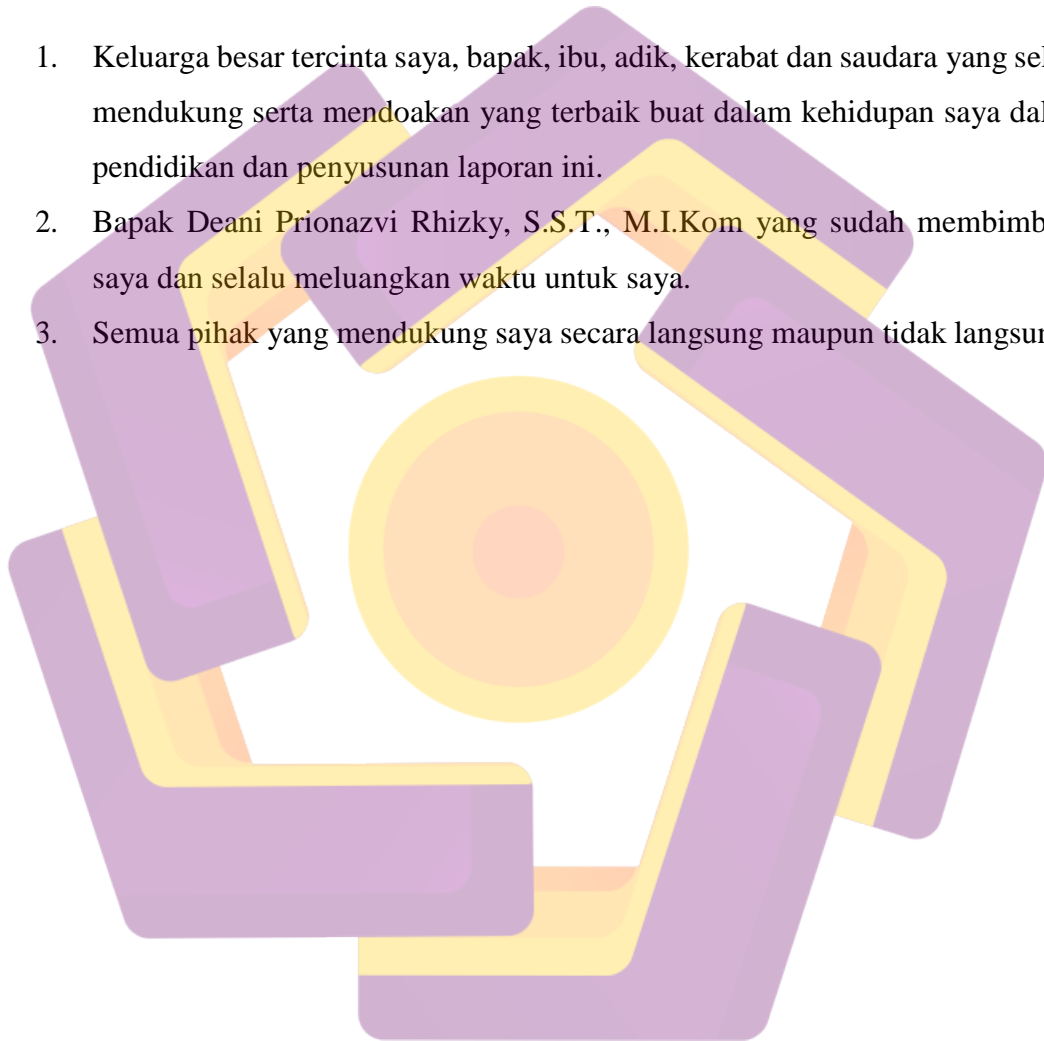 1. Keluarga besar tercinta saya, bapak, ibu, adik, kerabat dan saudara yang sel
mendukung serta mendoakan yang terbaik buat dalam kehidupan saya dal
pendidikan dan penyusunan laporan ini.
2. Bapak Deani Prionazvi Rhizky, S.S.T., M.I.Kom yang sudah membimb
saya dan selalu meluangkan waktu untuk saya.
3. Semua pihak yang mendukung saya secara langsung maupun tidak langsun